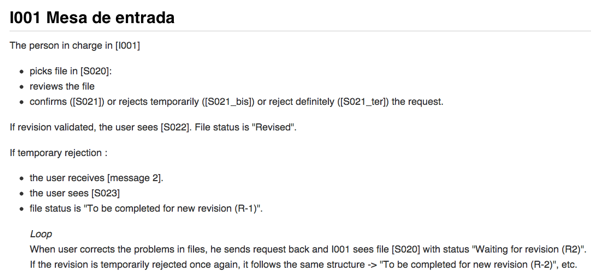 I001 Mesa de entrada
The person in charge in [I001]
• picks file in [S020]:
• reviews the file
• confirms ([S021]) or rejects temporarily ([S021_bis]) or reject definitely ([S021_ter]) the request.
If revision validated, the user sees [S022]. File status is "Revised".
If temporary rejection :
• the user receives [message 2].
• the user sees [S023]
• file status is "To be completed for new revision (R-1)".
Loop
When user corrects the problems in files, he sends request back and I001 sees file [S020] with status "Waiting for revision (R2)".
If the revision is temporarily rejected once again, it follows the same structure -> "To be completed for new revision (R-2)", etc.